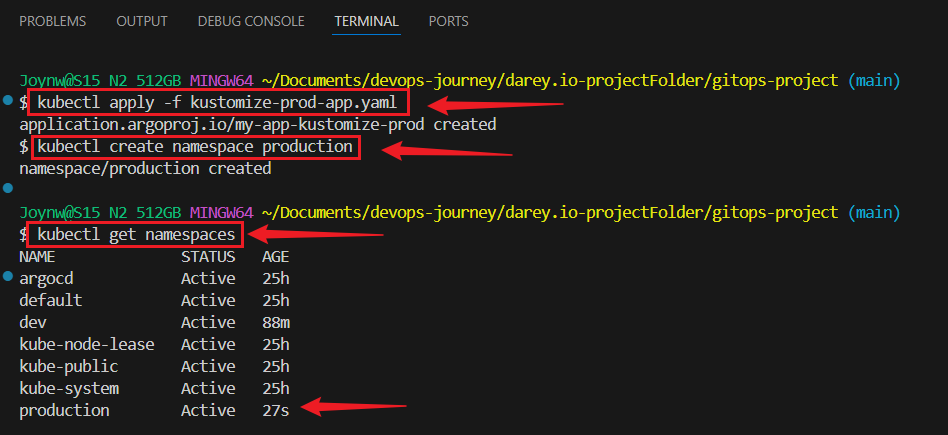 PROBLEMS OUTPUT DEBUG CONSOLE TERMINAL PORTS
Joynw@S15 N2 512GB MINGW64 ~/Documents/devops-journey/darey.io-projectFolder/gitops-project (main)
$ kubectl apply -f kustomize-prod-app.yaml
application.argoproj.io/my-app-kustomize-prod created
$ kubectl create namespace production
namespace/production created
Joynw@S15 N2 512GB MINGW64 ~/Documents/devops-journey/darey.io-projectFolder/gitops-project (main)
$ kubectl get namespaces
NAME STATUS AGE
argocd Active 25h
default Active 25h
dev Active 88m
kube-node-lease Active 25h
kube-public Active 25h
kube-system Active 25h
production Active 27s